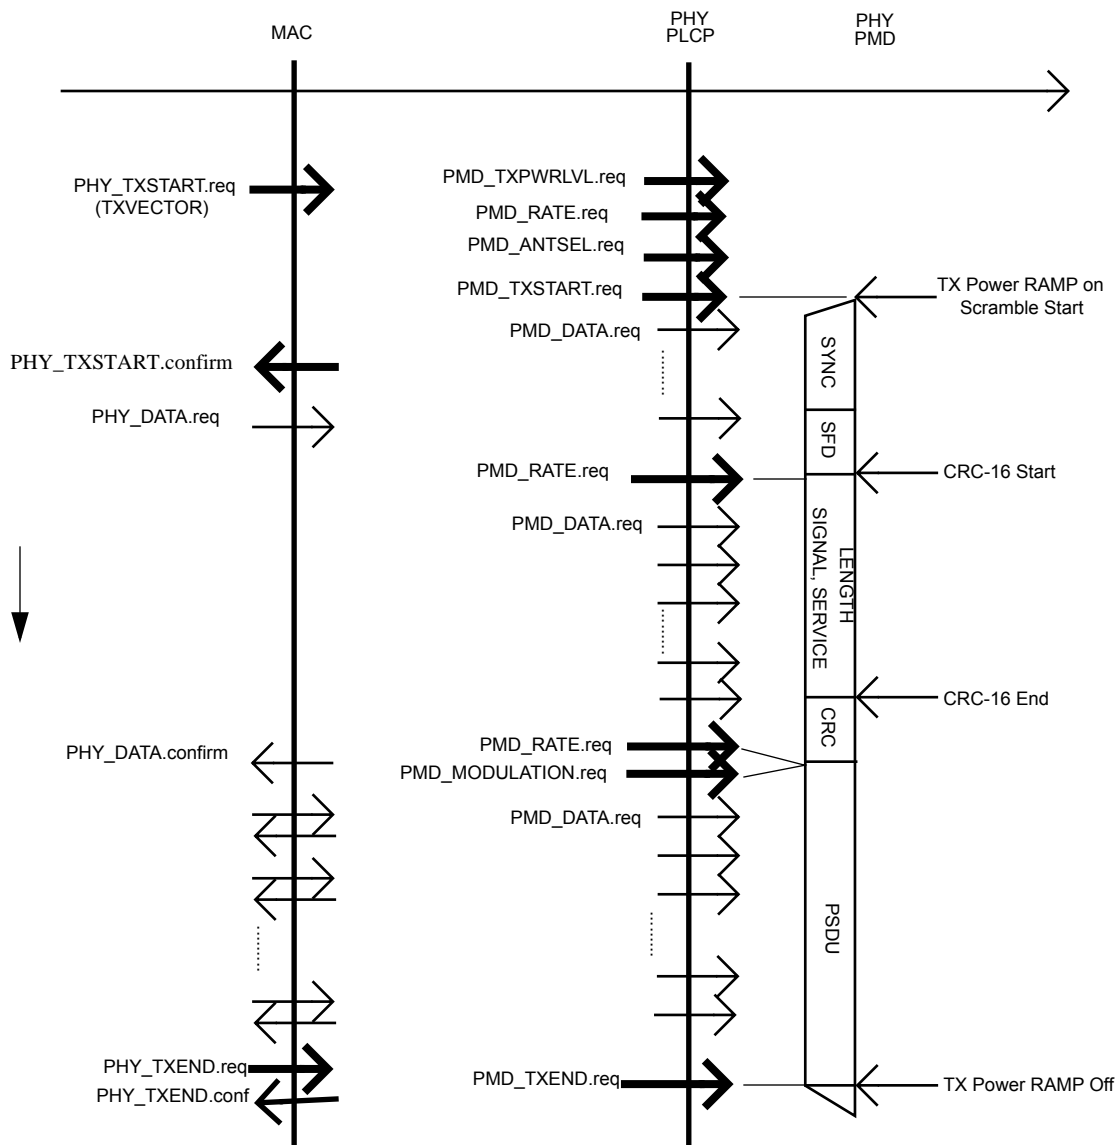 MAC
PHY
PLCP
PHY
PMD
PHY_TXSTART.req
(TXVECTOR)
PMD_TXPWRLVL.req
PMD_RATE.req
PMD_ANTSEL.req
PMD_TXSTART.req
TX Power RAMP on
Scramble Start
PMD_DATA.req
SYNC
PHY_TXSTART.confirm
PHY_DATA.req
SFD
PMD_RATE.req
CRC-16 Start
PMD_DATA.req
LENGTH
SIGNAL, SERVICE
CRC-16 End
CRC
PHY_DATA.confirm
PMD_RATE.req
PMD_MODULATION.req
PMD_DATA.req
PSDU
PHY_TXEND.req
PMD_TXEND.req
TX Power RAMP Off
PHY_TXEND.conf